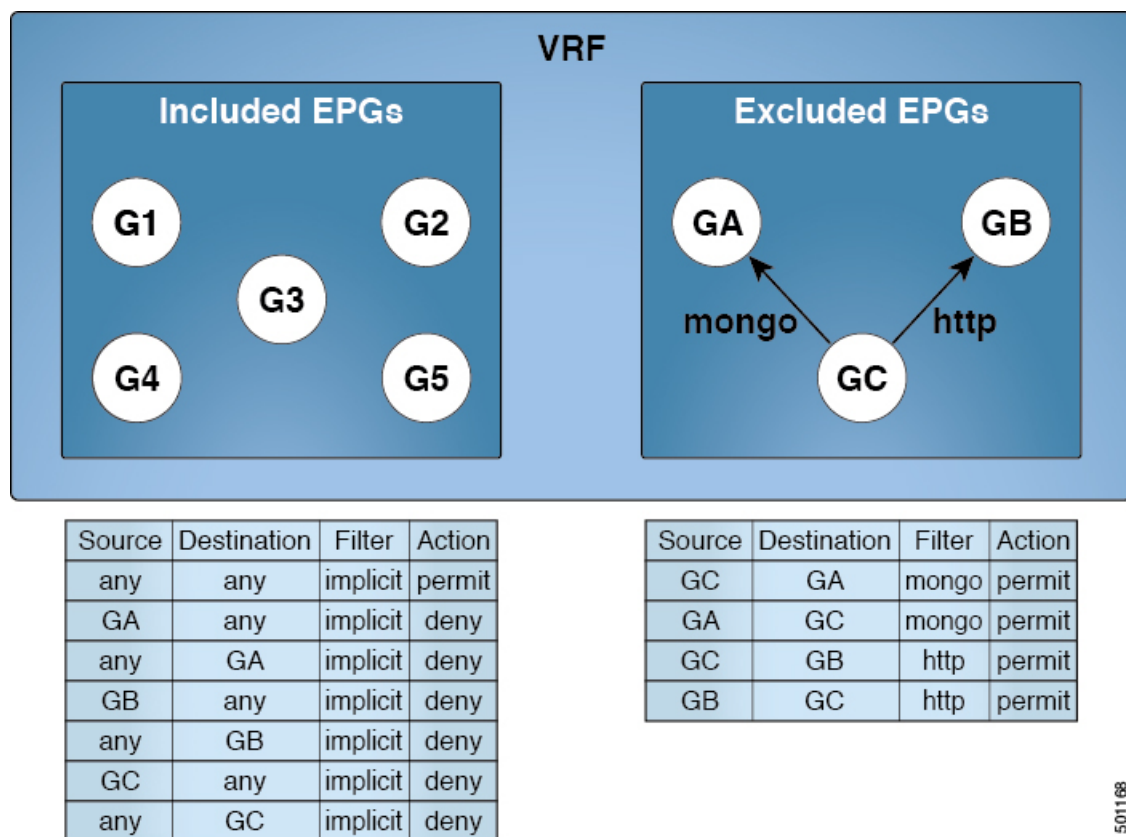 VRF
Included EPGs
G1
G2
G3
G4
G5
Excluded EPGs
GA
GB
mongo
http
GC
Source Destination Filter Action
any any implicit permit
GA any implicit deny
any GA implicit deny
GB any implicit deny
any GB implicit deny
GC any implicit deny
any GC implicit deny
Source Destination Filter Action
GC GA mongo permit
GA GC mongo permit
GC GB http permit
GB GC http permit
501168